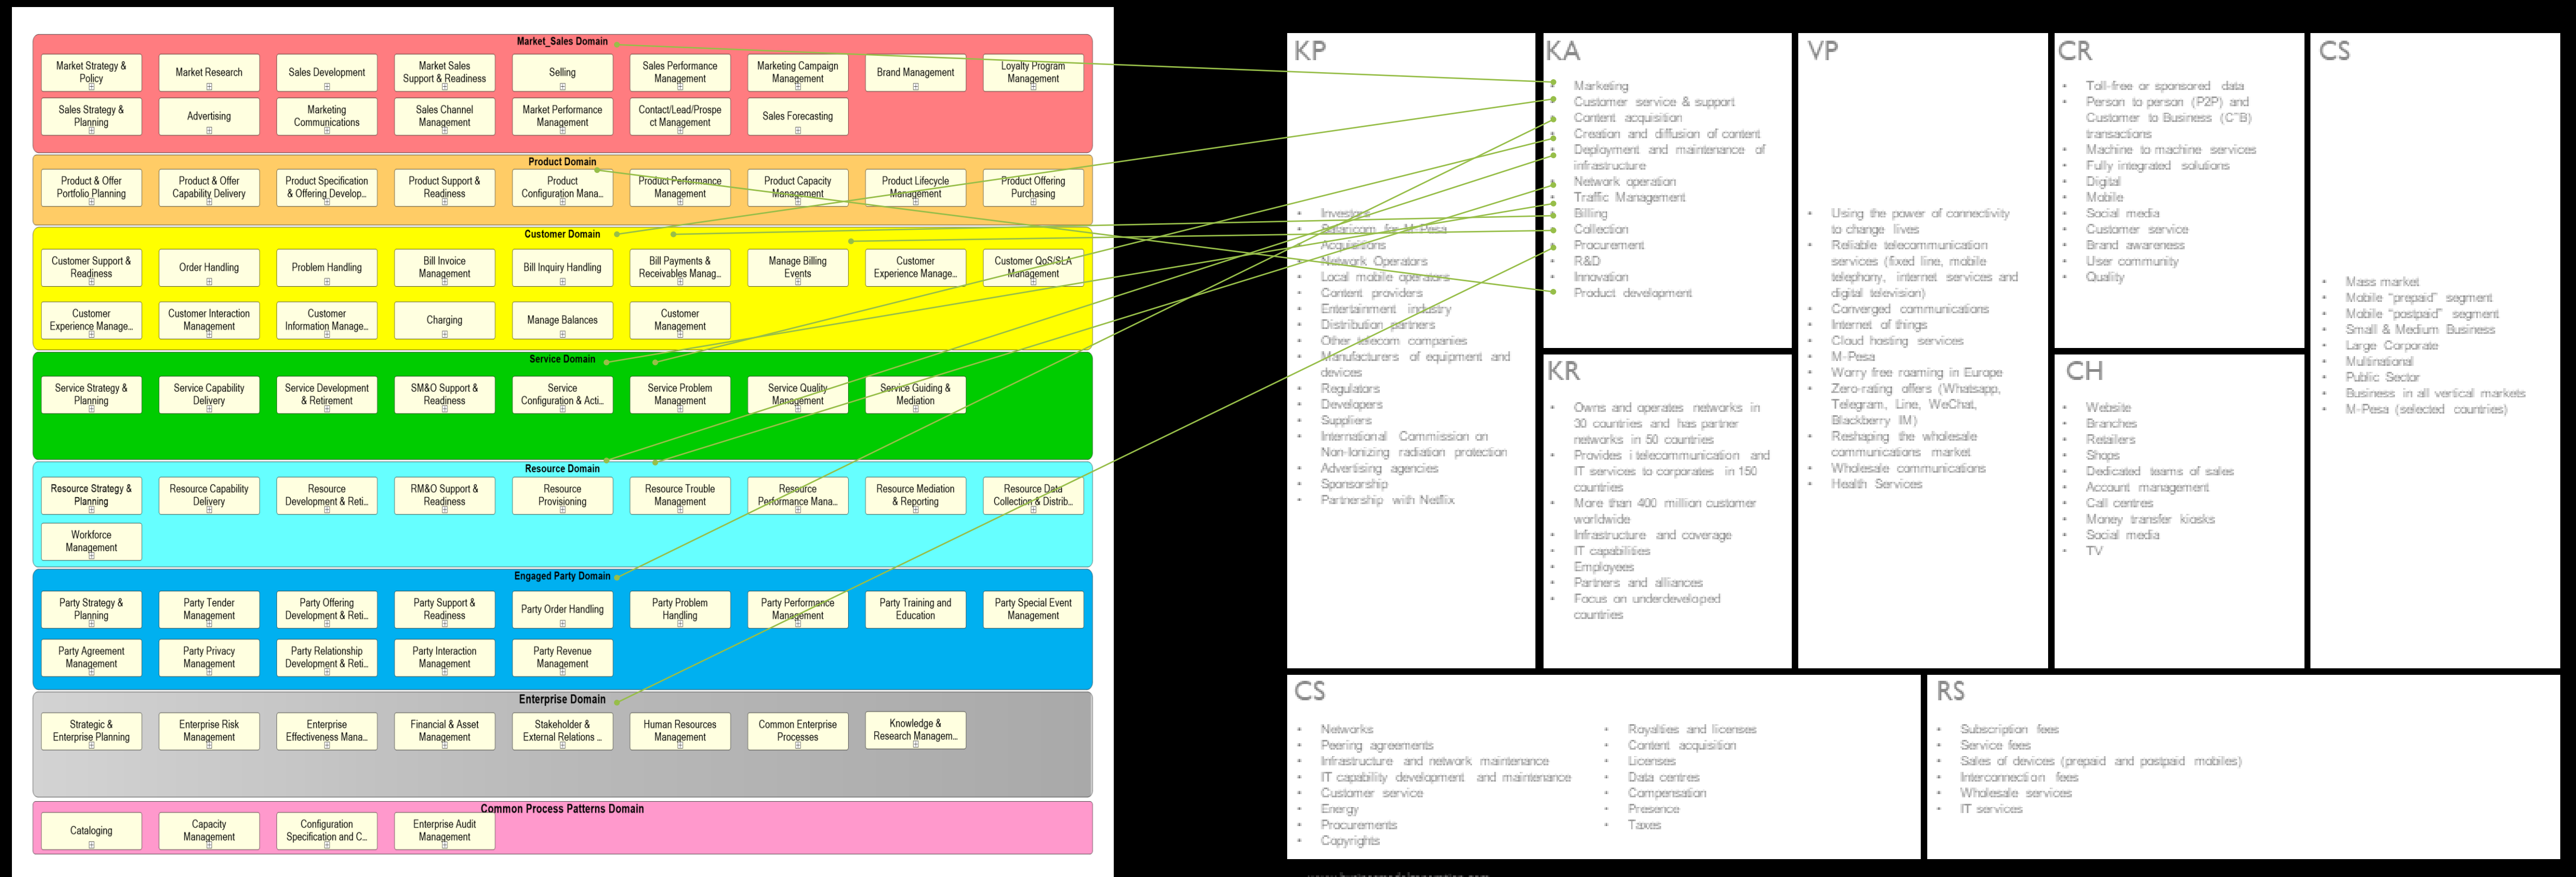 Market_Sales Domain
Market Strategy &
Policy
Market Research
Sales Development
Market Sales
Support & Readiness
Selling
Sales Performance
Management
Marketing Campaign
Management
Brand Management
Loyalty Program
Management
Sales Strategy &
Planning
Advertising
Marketing
Communications
Sales Channel
Management
Market Performance
Management
Contact/Lead/Prospe
ct Management
Sales Forecasting
Product Domain
Product & Offer
Portfolio Planning
Product & Offer
Capability Delivery
Product Specification
& Offering Develop...
Product Support &
Readiness
Product
Configuration Mana...
Product Performance
Management
Product Capacity
Management
Product Lifecycle
Management
Product Offering
Purchasing
Customer Domain
Customer Support &
Readiness
Order Handling
Problem Handling
Bill Invoice
Management
Bill Inquiry Handling
Bill Payments &
Receivables Manag...
Manage Billing
Events
Customer
Experience Manage...
Customer QoS/SLA
Management
Customer
Experience Manage...
Customer Interaction
Management
Customer
Information Manage...
Charging
Manage Balances
Customer
Management
Service Domain
Service Strategy &
Planning
Service Capability
Delivery
Service Development
& Retirement
SM&O Support &
Readiness
Service
Configuration & Acti...
Service Problem
Management
Service Quality
Management
Service Guiding &
Mediation
Resource Domain
Resource Strategy &
Planning
Resource Capability
Delivery
Resource
Development & Reti...
RM&O Support &
Readiness
Resource
Provisioning
Resource Trouble
Management
Resource
Performance Mana...
Resource Mediation
& Reporting
Resource Data
Collection & Distrib...
Workforce
Management
Engaged Party Domain
Party Strategy &
Planning
Party Tender
Management
Party Offering
Development & Reti...
Party Support &
Readiness
Party Order Handling
Party Problem
Handling
Party Performance
Management
Party Training and
Education
Party Special Event
Management
Party Agreement
Management
Party Privacy
Management
Party Relationship
Development & Reti...
Party Interaction
Management
Party Revenue
Management
Enterprise Domain
Strategic &
Enterprise Planning
Enterprise Risk
Management
Enterprise
Effectiveness Mana...
Financial & Asset
Management
Stakeholder &
External Relations ...
Human Resources
Management
Common Enterprise
Processes
Knowledge &
Research Managem...
Common Process Patterns Domain
Cataloging
Capacity
Management
Configuration
Specification and C...
Enterprise Audit
Management
KP
• Investors
• Safaricom for M-Pesa
• Acquisitions
• Network Operators
• Local mobile operators
• Content providers
• Entertainment industry
• Distribution partners
• Other telecom companies
• Manufacturers of equipment and
devices
• Regulators
• Developers
• Suppliers
• International Commission on
Non-Ionizing radiation protection
• Advertising agencies
• Sponsorship
• Partnership with Netflix
KA
• Marketing
• Customer service & support
• Content acquisition
• Creation and diffusion of content
• Deployment and maintenance of
infrastructure
• Network operation
• Traffic Management
• Billing
• Collection
• Procurement
• R&D
• Innovation
• Product development
KR
• Owns and operates networks in
30 countries and has partner
networks in 50 countries
• Provides i telecommunication and
IT services to corporates in 150
countries
• More than 400 million customer
worldwide
• Infrastructure and coverage
• IT capabilities
• Employees
• Partners and alliances
• Focus on underdeveloped
countries
VP
• Using the power of connectivity
to change lives
• Reliable telecommunication
services (fixed line, mobile
telephony, internet services and
digital television)
• Converged communications
• Internet of things
• Cloud hosting services
• M-Pesa
• Worry free roaming in Europe
• Zero-rating offers (Whatsapp,
Telegram, Line, WeChat,
Blackberry IM)
• Reshaping the wholesale
communications market
• Wholesale communications
• Health Services
CR
• Toll-free or sponsored data
• Person to person (P2P) and
Customer to Business (C"B)
transactions
• Machine to machine services
• Fully integrated solutions
• Digital
• Mobile
• Social media
• Customer service
• Brand awareness
• User community
• Quality
CH
• Website
• Branches
• Retailers
• Shops
• Dedicated teams of sales
• Account management
• Call centres
• Money transfer kiosks
• Social media
• TV
CS
• Mass market
• Mobile "prepaid" segment
• Mobile "postpaid" segment
• Small & Medium Business
• Large Corporate
• Multinational
• Public Sector
• Business in all vertical markets
• M-Pesa (selected countries)
CS
• Networks
• Peering agreements
• Infrastructure and network maintenance
• IT capability development and maintenance
• Customer service
• Energy
• Procurements
• Copyrights
• Royalties and licenses
• Content acquisition
• Licenses
• Data centres
• Compensation
• Presence
• Taxes
RS
• Subscription fees
• Service fees
• Sales of devices (prepaid and postpaid mobiles)
• Interconnection fees
• Wholesale services
• IT services